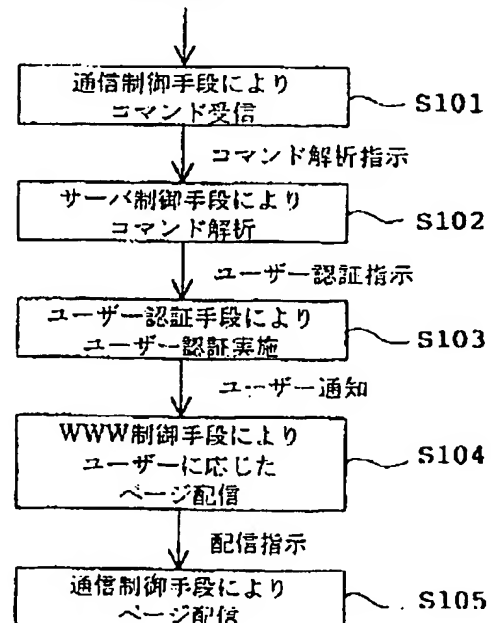 通信制御手段により
コマンド受信
S101
コマンド解析指示
サーバ制御手段により
コマンド解析
S102
ユーザー認証指示
ユーザー認証手段により
ユーザー認証実施
S103
ユーザー通知
WWW制御手段により
ユーザーに応じた
ページ配信
S104
配信指示
通信制御手段により
ページ配信
S105